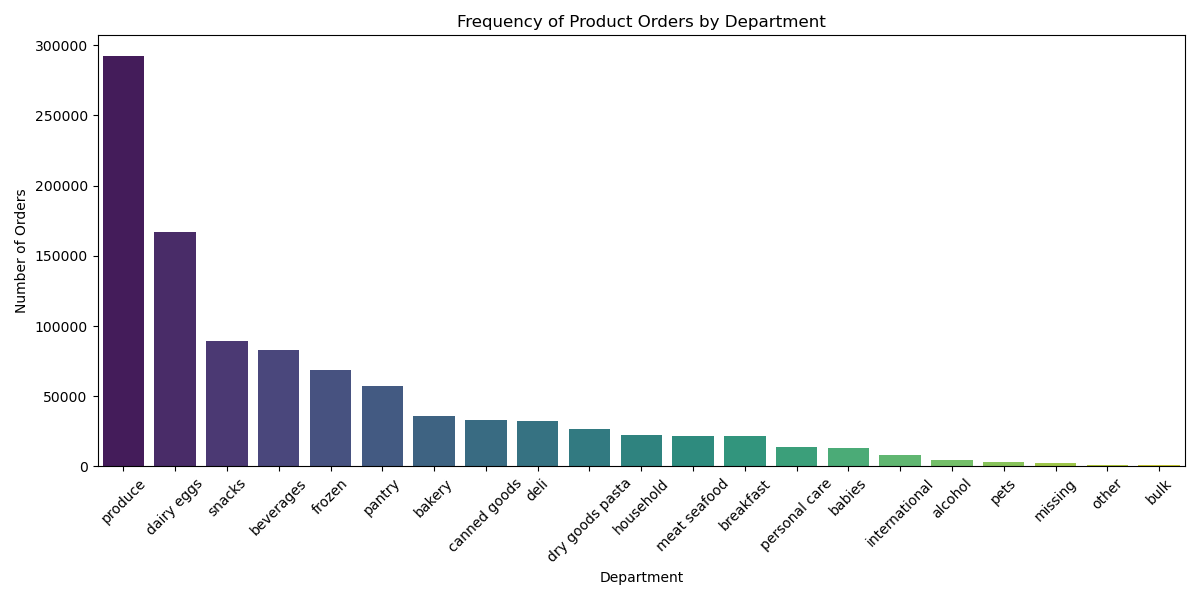 Frequency of Product Orders by Department
300000
250000
200000
150000
100000
50000
0
Number of Orders
produce
dairy eggs
snacks
beverages
frozen
pantry
bakery
canned goods
deli
dry goods pasta
household
meat seafood
breakfast
personal care
babies
international
alcohol
pets
missing
other
bulk
Department